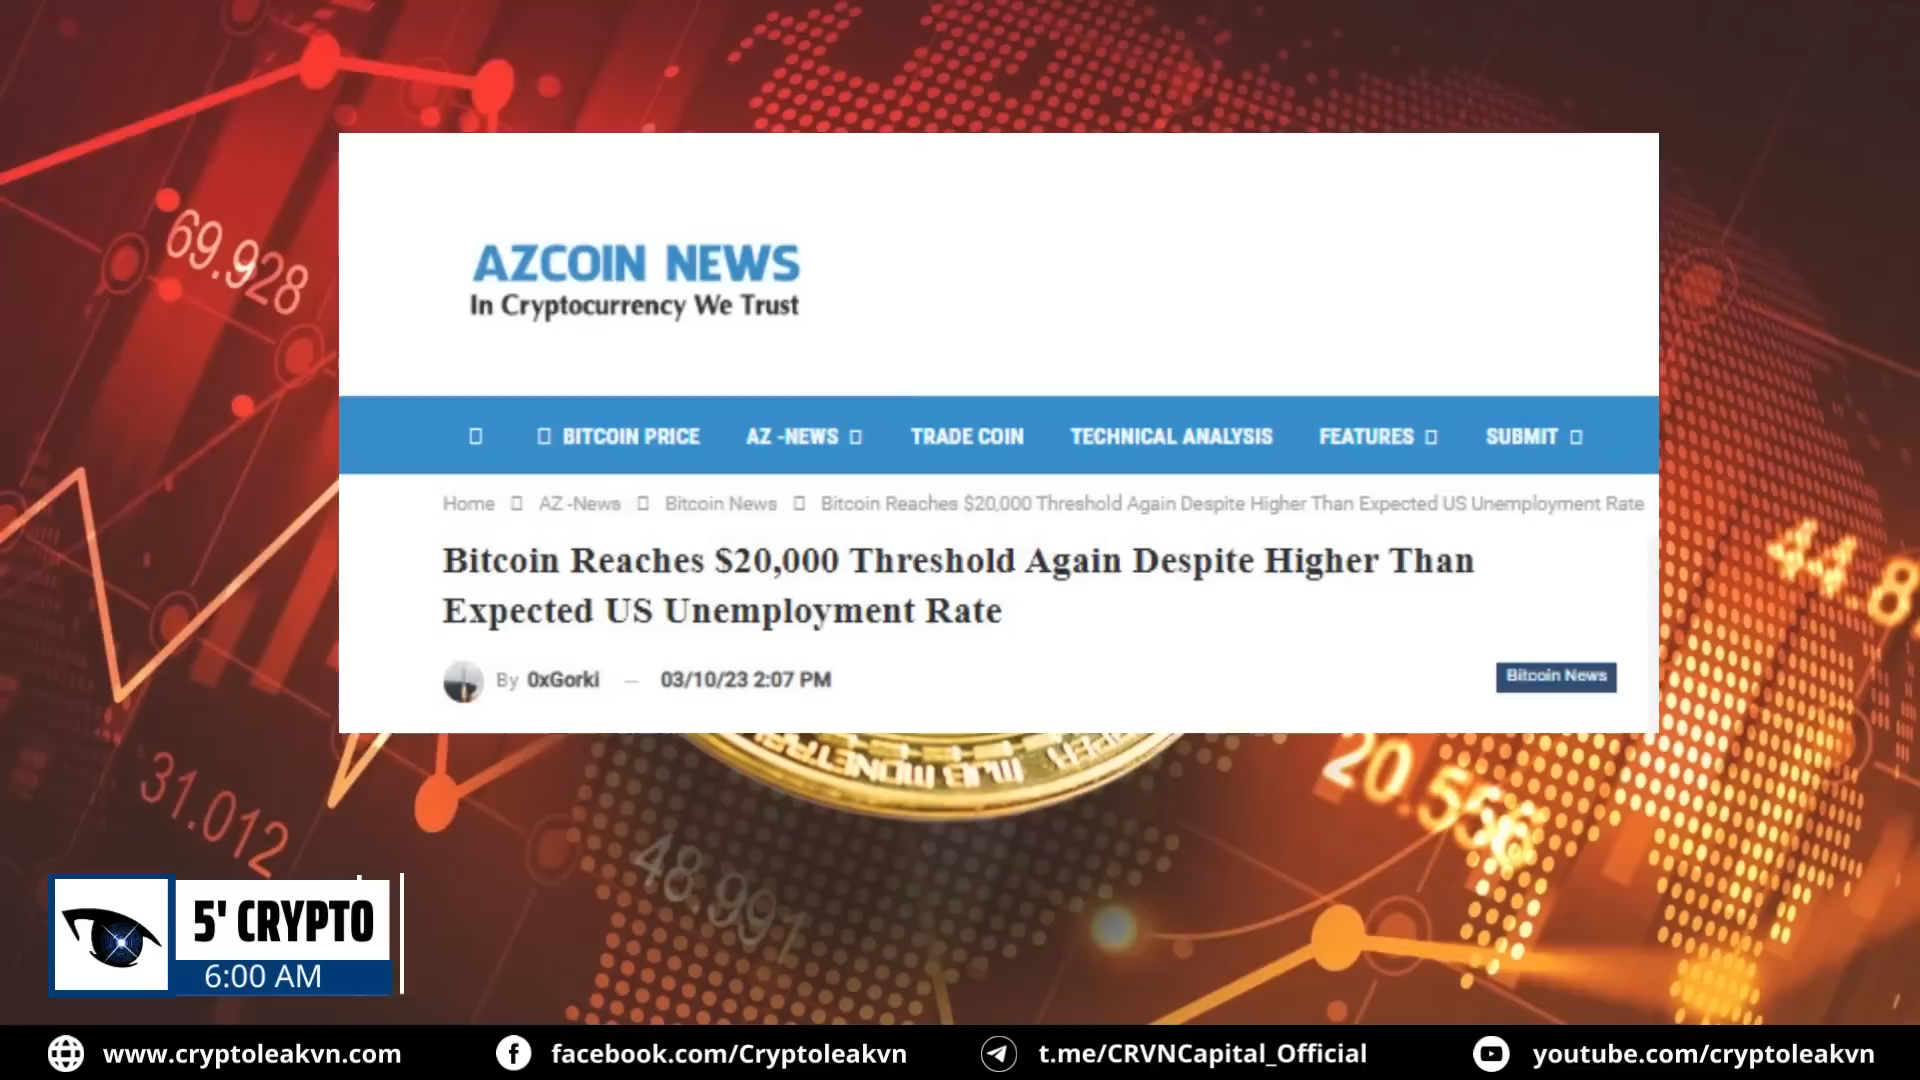 69.928
AZCOIN NEWS
In Cryptocurrency We Trust
BITCOIN PRICE AZ -NEWS TRADE COIN TECHNICAL ANALYSIS FEATURES SUBMIT
Home AZ -News Bitcoin News Bitcoin Reaches $20,000 Threshold Again Despite Higher Than Expected US Unemployment Rate
Bitcoin Reaches $20,000 Threshold Again Despite Higher Than
Expected US Unemployment Rate
By 0xGorki — 03/10/23 2:07 PM
Bitcoin News
44.8
20.556
31.012
48.991
5' CRYPTO
6:00 AM
www.cryptoleakvn.com facebook.com/Cryptoleakvn t.me/CRVNCapital_Official youtube.com/cryptoleakvn